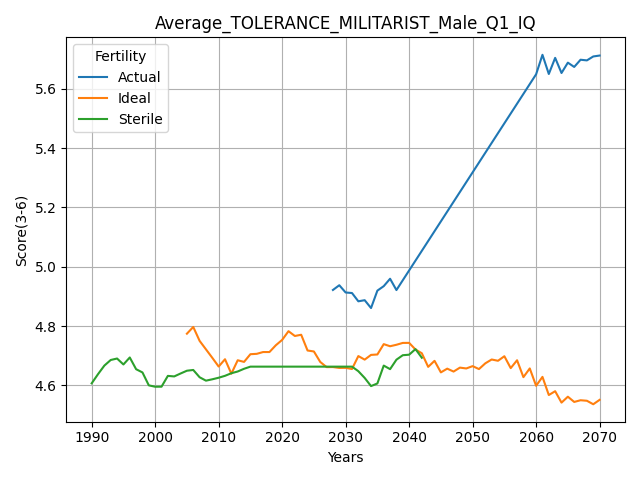 Average_TOLERANCE_MILITARIST_Male_Q1_IQ
Fertility
Actual
Ideal
Sterile
Score(3-6)
5.6
5.4
5.2
5.0
4.8
4.6
1990 2000 2010 2020 2030 2040 2050 2060 2070
Years